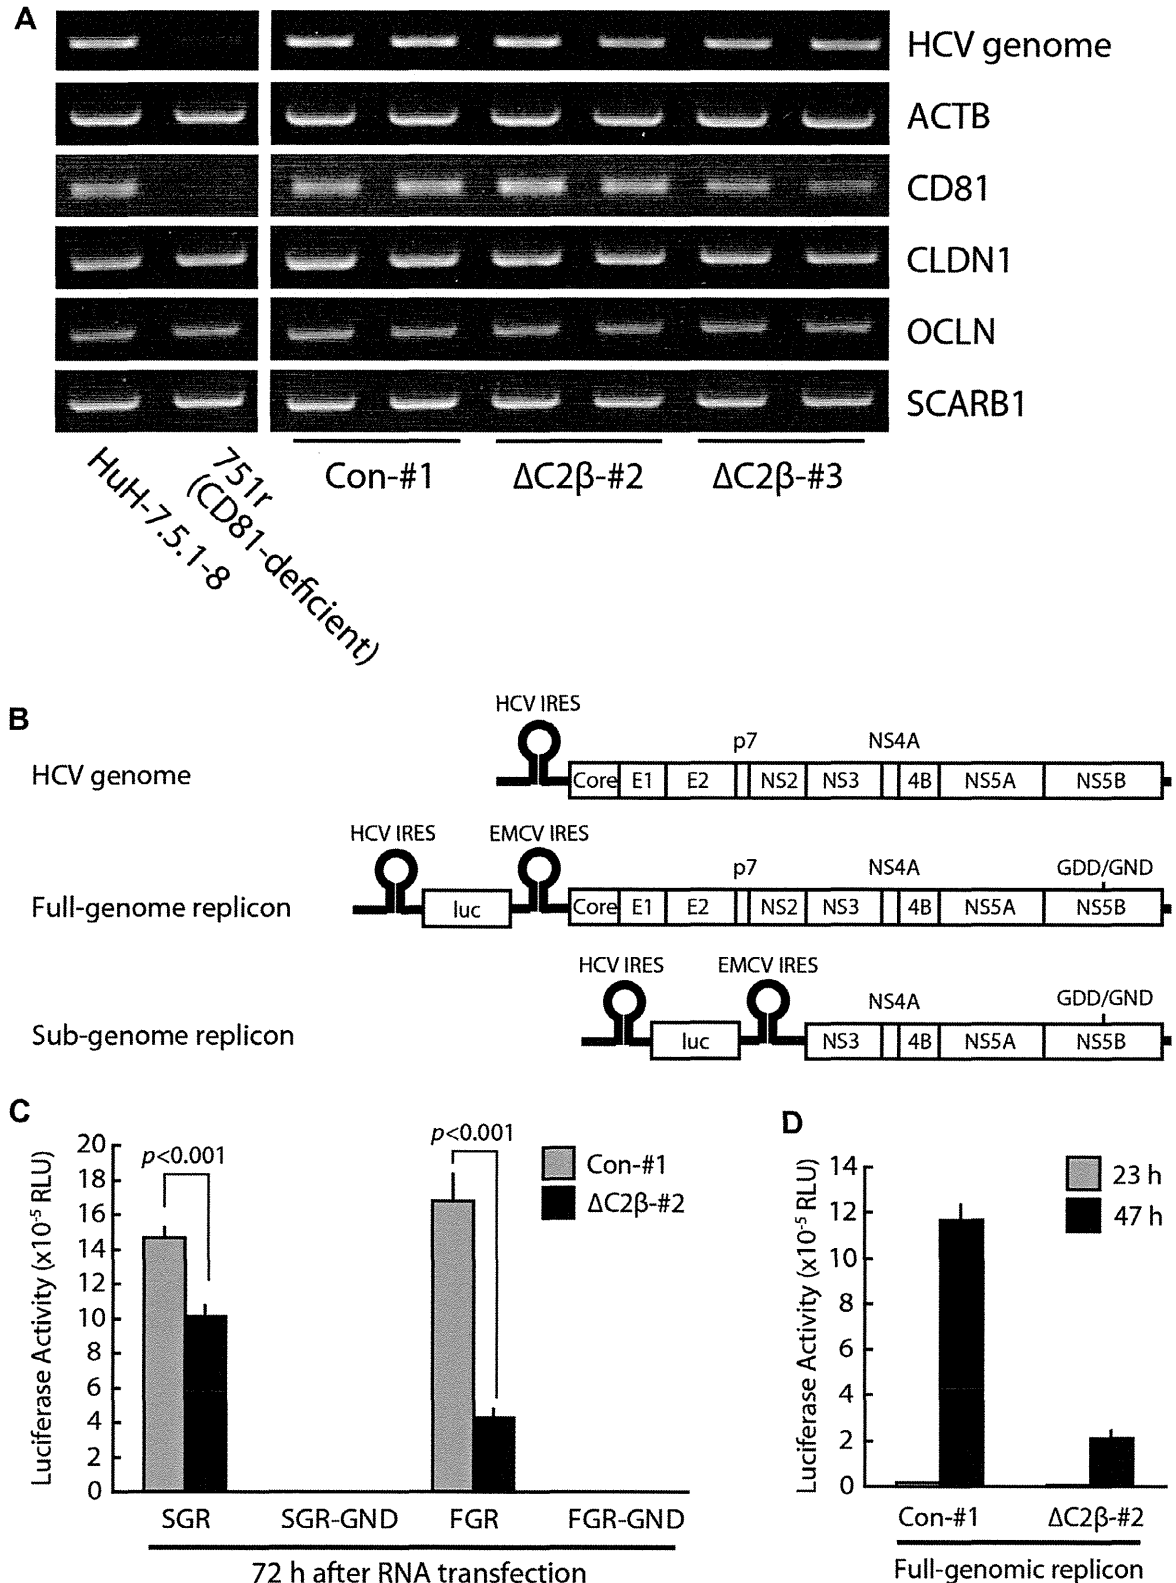 A
HCV genome
ACTB
CD81
CLDN1
OCLN
SCARB1
HuH-7.5.1-8
751r
(CD81-deficient)
Con-#1
ΔC2β-#2
ΔC2β-#3
B
HCV IRES
p7
NS4A
HCV genome
Core E1 E2 NS2 NS3 4B NS5A NS5B
HCV IRES EMCV IRES
p7
NS4A
GDD/GND
Full-genome replicon
luc
Core E1 E2 NS2 NS3 4B NS5A NS5B
HCV IRES EMCV IRES
NS4A
GDD/GND
Sub-genome replicon
luc
NS3 4B NS5A NS5B
C
Luciferase Activity (x10-5 RLU)
20
18
16
14
12
10
8
6
4
2
0
p<0.001
p<0.001
Con-#1
ΔC2β-#2
SGR SGR-GND FGR FGR-GND
72 h after RNA transfection
D
Luciferase Activity (x10-5 RLU)
14
12
10
8
6
4
2
0
23 h
47 h
Con-#1 ΔC2β-#2
Full-genomic replicon